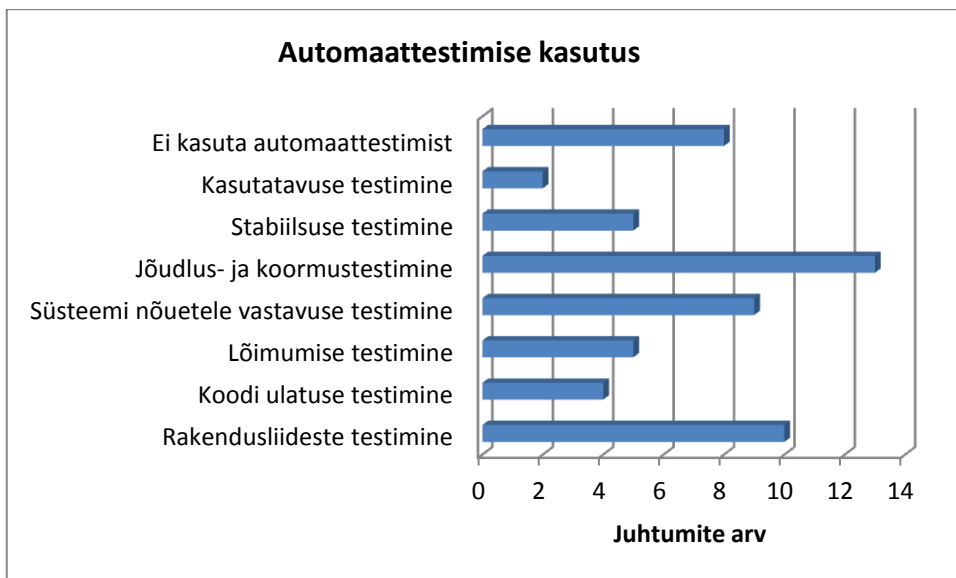 Automaattestimise kasutus
Ei kasuta automaattestimist
Kasutatavuse testimine
Stabiilsuse testimine
Jõudlus- ja koormustestimine
Süsteemi nõuetele vastavuse testimine
Lõimumise testimine
Koodi ulatuse testimine
Rakendusliideste testimine
0 2 4 6 8 10 12 14
Juhtumite arv